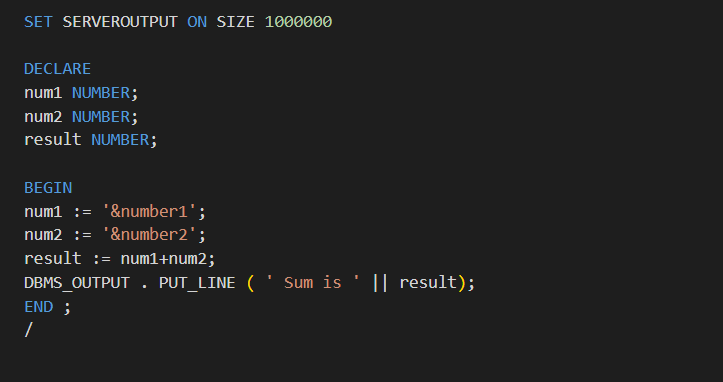 SET SERVEROUTPUT ON SIZE 1000000
DECLARE
num1 NUMBER;
num2 NUMBER;
result NUMBER;
BEGIN
num1 := '&number1';
num2 := '&number2';
result := num1+num2;
DBMS_OUTPUT . PUT_LINE ( ' Sum is ' || result);
END ;
/